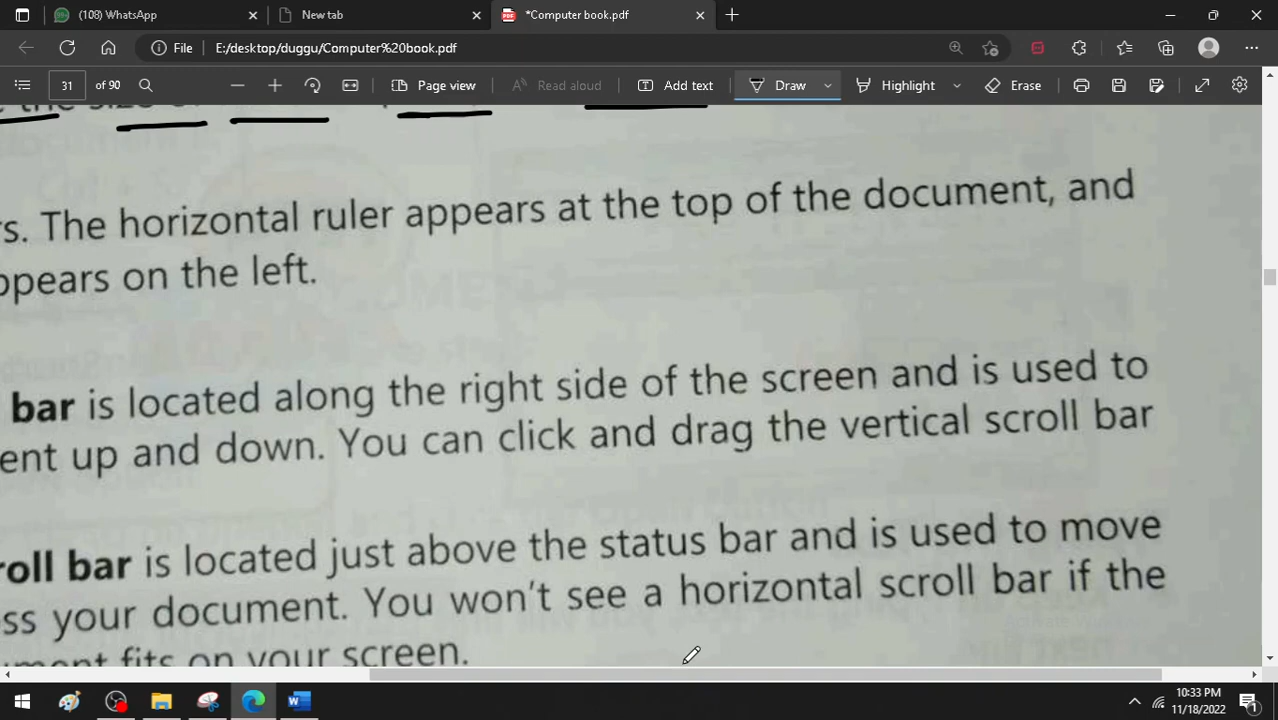 (108) WhatsApp
New tab
*Computer book.pdf
File
E:/desktop/duggu/Computer%20book.pdf
31 of 90
Page view
Read aloud
Add text
Draw
Highlight
Erase
the size
rs. The horizontal ruler appears at the top of the document, and
ppears on the left.
bar is located along the right side of the screen and is used to
ent up and down. You can click and drag the vertical scroll bar
roll bar is located just above the status bar and is used to move
ss your document. You won't see a horizontal scroll bar if the
ment fits on your screen.
10:33 PM
11/18/2022